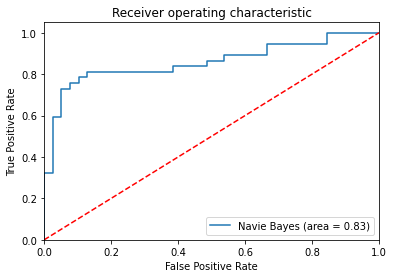 Receiver operating characteristic
1.0
0.8
0.6
0.4
0.2
0.0
True Positive Rate
Navie Bayes (area = 0.83)
0.0 0.2 0.4 0.6 0.8 1.0
False Positive Rate